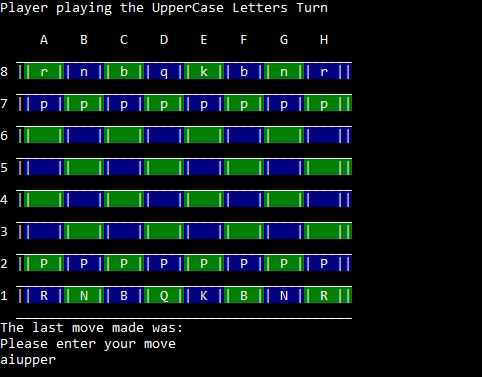 Player playing the UpperCase Letters Turn
A B C D E F G H
8 || r || n || b || q || k || b || n || r ||
7 || p || p || p || p || p || p || p || p ||
6 || || || || || || || || ||
5 || || || || || || || || ||
4 || || || || || || || || ||
3 || || || || || || || || ||
2 || P || P || P || P || P || P || P || P ||
1 || R || N || B || Q || K || B || N || R ||
The last move made was:
Please enter your move
aiupper